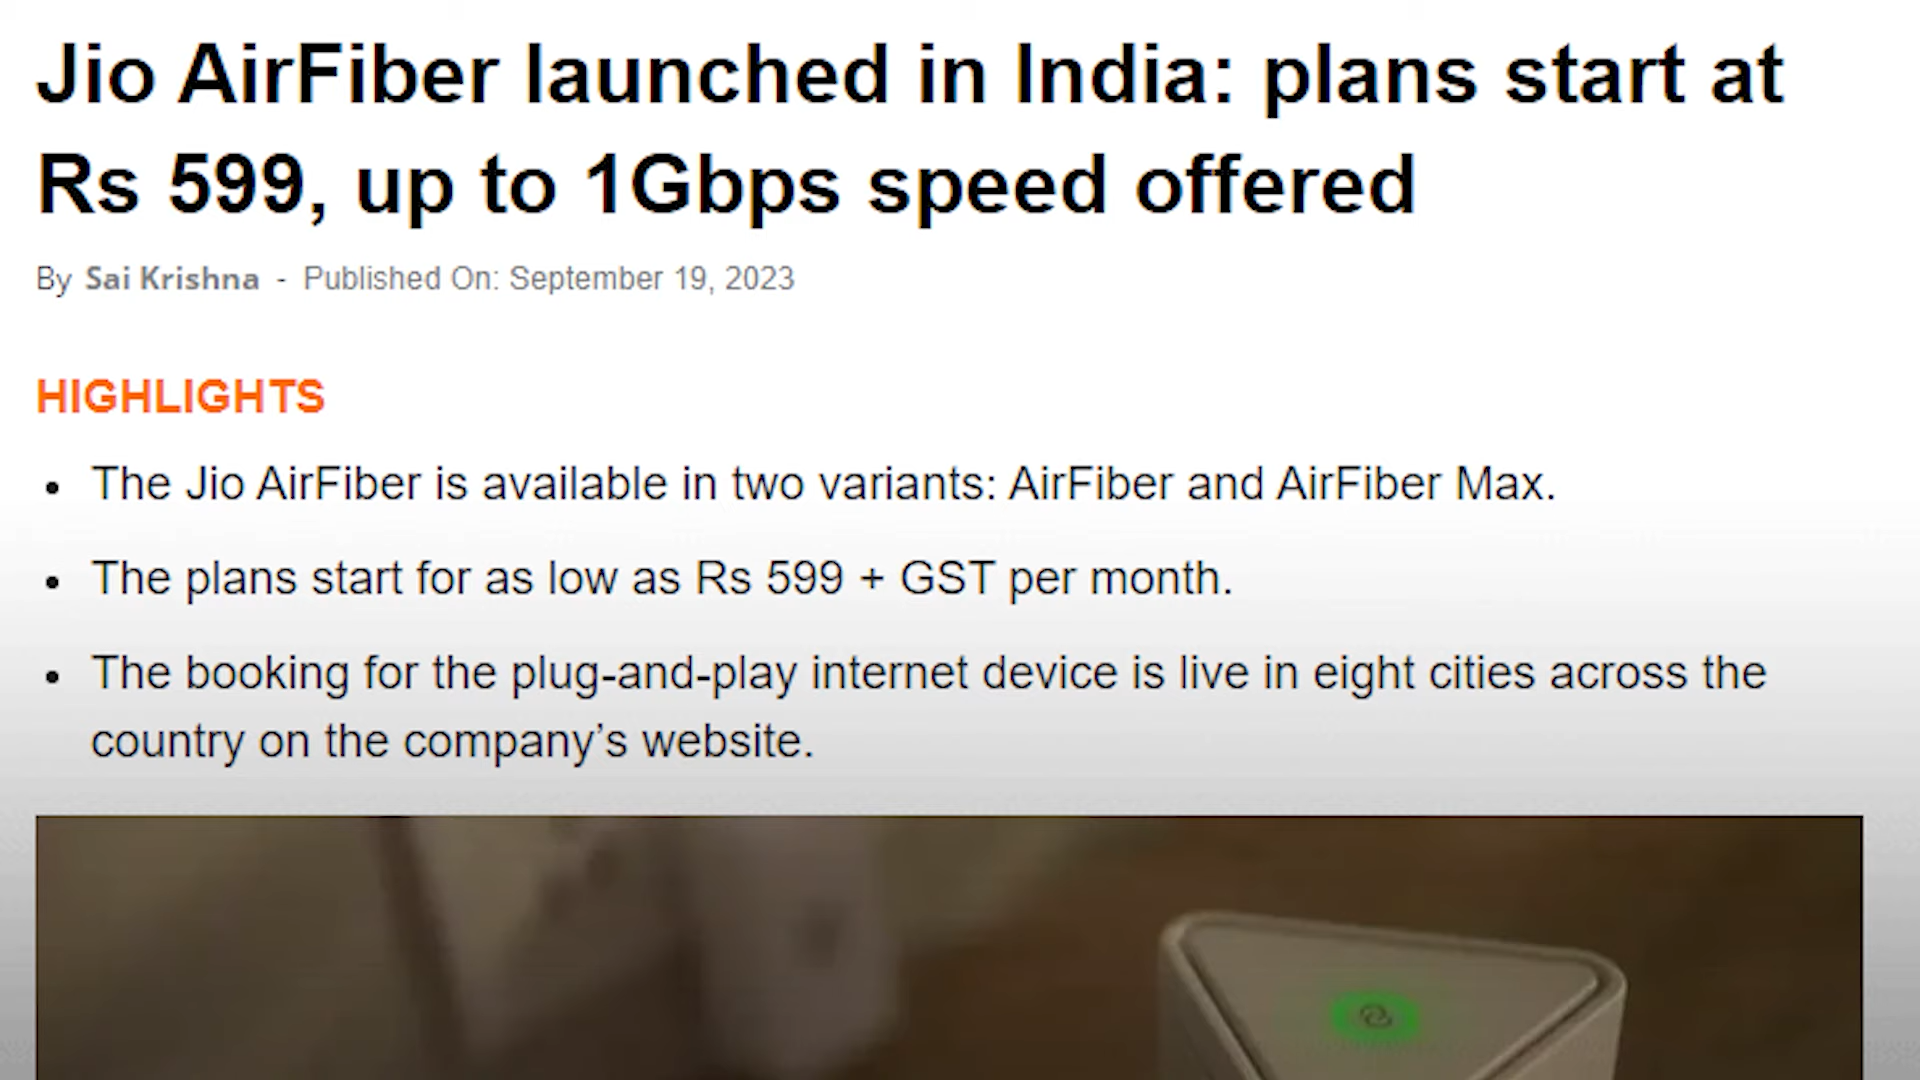 Jio AirFiber launched in India: plans start at
Rs 599, up to 1Gbps speed offered
By Sai Krishna - Published On: September 19, 2023
HIGHLIGHTS
• The Jio AirFiber is available in two variants: AirFiber and AirFiber Max.
• The plans start for as low as Rs 599 + GST per month.
• The booking for the plug-and-play internet device is live in eight cities across the
country on the company’s website.